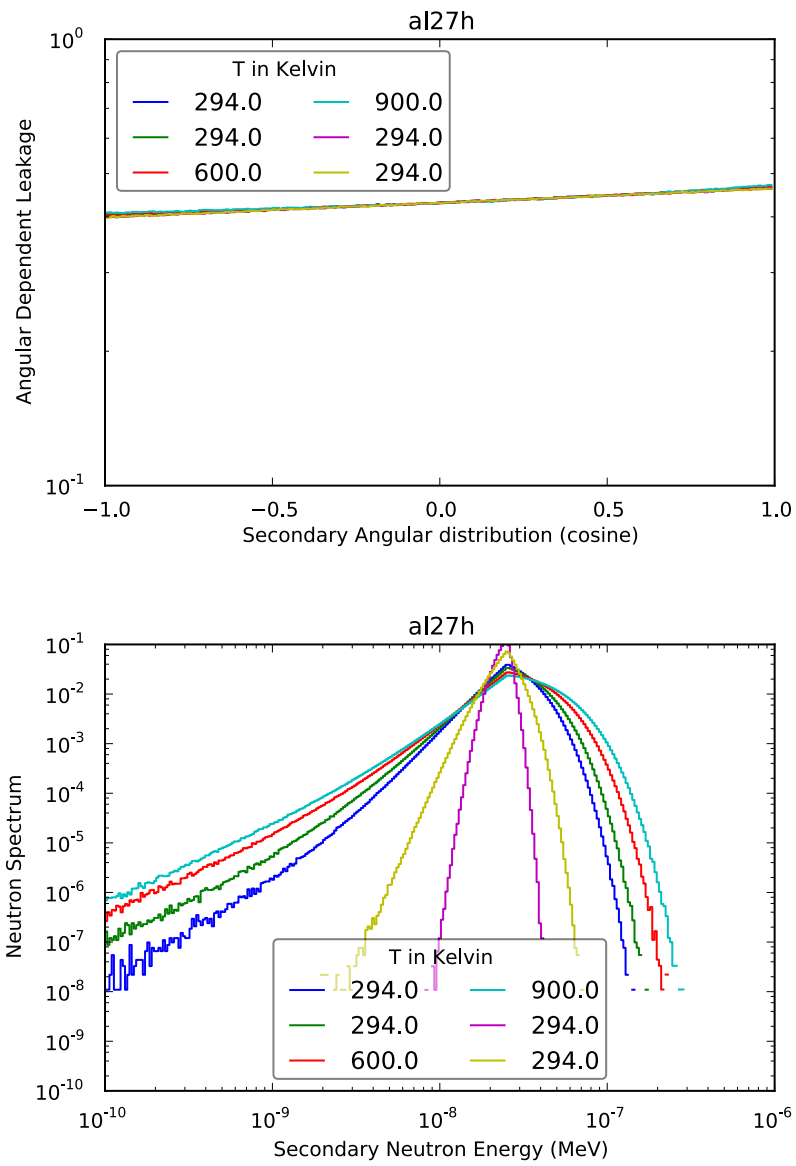 al27h
10^0
T in Kelvin
294.0 900.0
294.0 294.0
600.0 294.0
Angular Dependent Leakage
10^-1
−1.0 −0.5 0.0 0.5 1.0
Secondary Angular distribution (cosine)
al27h
10^-1
10^-2
10^-3
10^-4
10^-5
10^-6
10^-7
10^-8
10^-9
10^-10
Neutron Spectrum
T in Kelvin
294.0 900.0
294.0 294.0
600.0 294.0
10^-10 10^-9 10^-8 10^-7 10^-6
Secondary Neutron Energy (MeV)